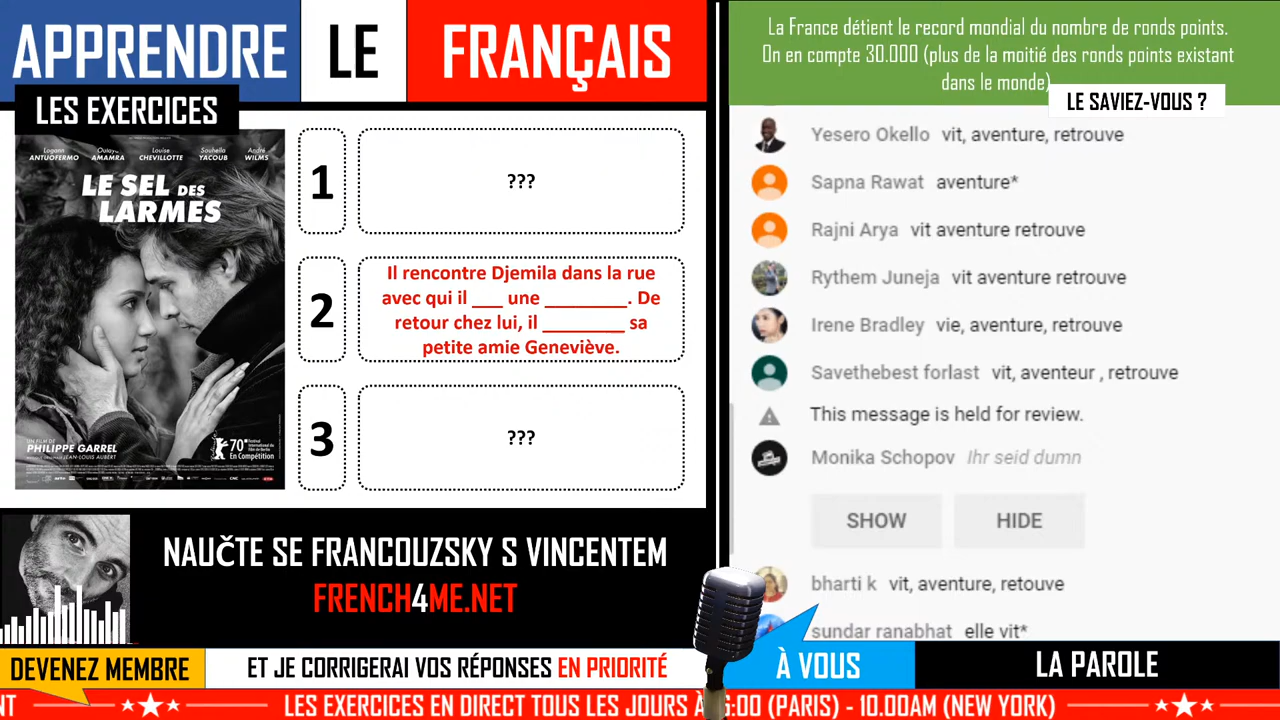 APPRENDRE LE FRANÇAIS
LES EXERCICES
Logann ANTUOFERMO
Oulaya AMAMRA
Louise CHEVILLOTTE
Souheila YACOUB
André WILMS
LE SEL DES
LARMES
UN FILM DE
PHILIPPE GARREL
70e
En Compétition
1
???
2
Il rencontre Djemila dans la rue
avec qui il ___ une ________. De
retour chez lui, il ________ sa
petite amie Geneviève.
3
???
NAUČTE SE FRANCOUZSKY S VINCENTEM
FRENCH4ME.NET
DEVENEZ MEMBRE
ET JE CORRIGERAI VOS RÉPONSES EN PRIORITÉ
La France détient le record mondial du nombre de ronds points.
On en compte 30.000 (plus de la moitié des ronds points existant
dans le monde)
LE SAVIEZ-VOUS ?
Yesero Okello vit, aventure, retrouve
Sapna Rawat aventure*
Rajni Arya vit aventure retrouve
Rythem Juneja vit aventure retrouve
Irene Bradley vie, aventure, retrouve
Savethebest forlast vit, aventeur , retrouve
This message is held for review.
Monika Schopov Ihr seid dumn
SHOW HIDE
bharti k vit, aventure, retouve
sundar ranabhat elle vit*
À VOUS
LA PAROLE
NT LES EXERCICES EN DIRECT TOUS LES JOURS À 6:00 (PARIS) - 10.00AM (NEW YORK)